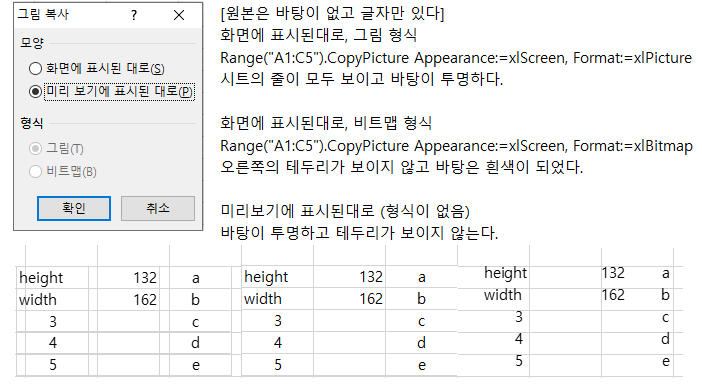 그림 복사 ? ×
모양
화면에 표시된 대로(S)
미리 보기에 표시된 대로(P)
형식
그림(T)
비트맵(B)
확인 취소
[원본은 바탕이 없고 글자만 있다]
화면에 표시된대로, 그림 형식
Range("A1:C5").CopyPicture Appearance:=xlScreen, Format:=xlPicture
시트의 줄이 모두 보이고 바탕이 투명하다.
화면에 표시된대로, 비트맵 형식
Range("A1:C5").CopyPicture Appearance:=xlScreen, Format:=xlBitmap
오른쪽의 테두리가 보이지 않고 바탕은 흰색이 되었다.
미리보기에 표시된대로 (형식이 없음)
바탕이 투명하고 테두리가 보이지 않는다.
height 132 a
width 162 b
3 c
4 d
5 e
height 132 a
width 162 b
3 c
4 d
5 e
height 132 a
width 162 b
3 c
4 d
5 e